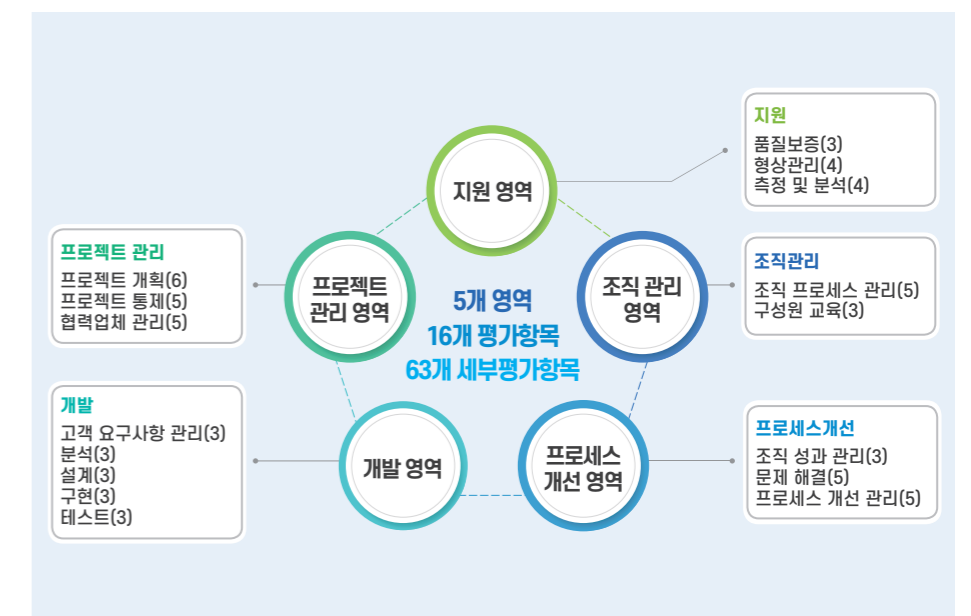 지원
품질보증(3)
형상관리(4)
측정 및 분석(4)
지원 영역
프로젝트 관리
프로젝트 개획(6)
프로젝트 통제(5)
협력업체 관리(5)
프로젝트
관리 영역
5개 영역
16개 평가항목
63개 세부평가항목
조직 관리
영역
조직관리
조직 프로세스 관리(5)
구성원 교육(3)
개발
고객 요구사항 관리(3)
분석(3)
설계(3)
구현(3)
테스트(3)
개발 영역
프로세스
개선 영역
프로세스개선
조직 성과 관리(3)
문제 해결(5)
프로세스 개선 관리(5)